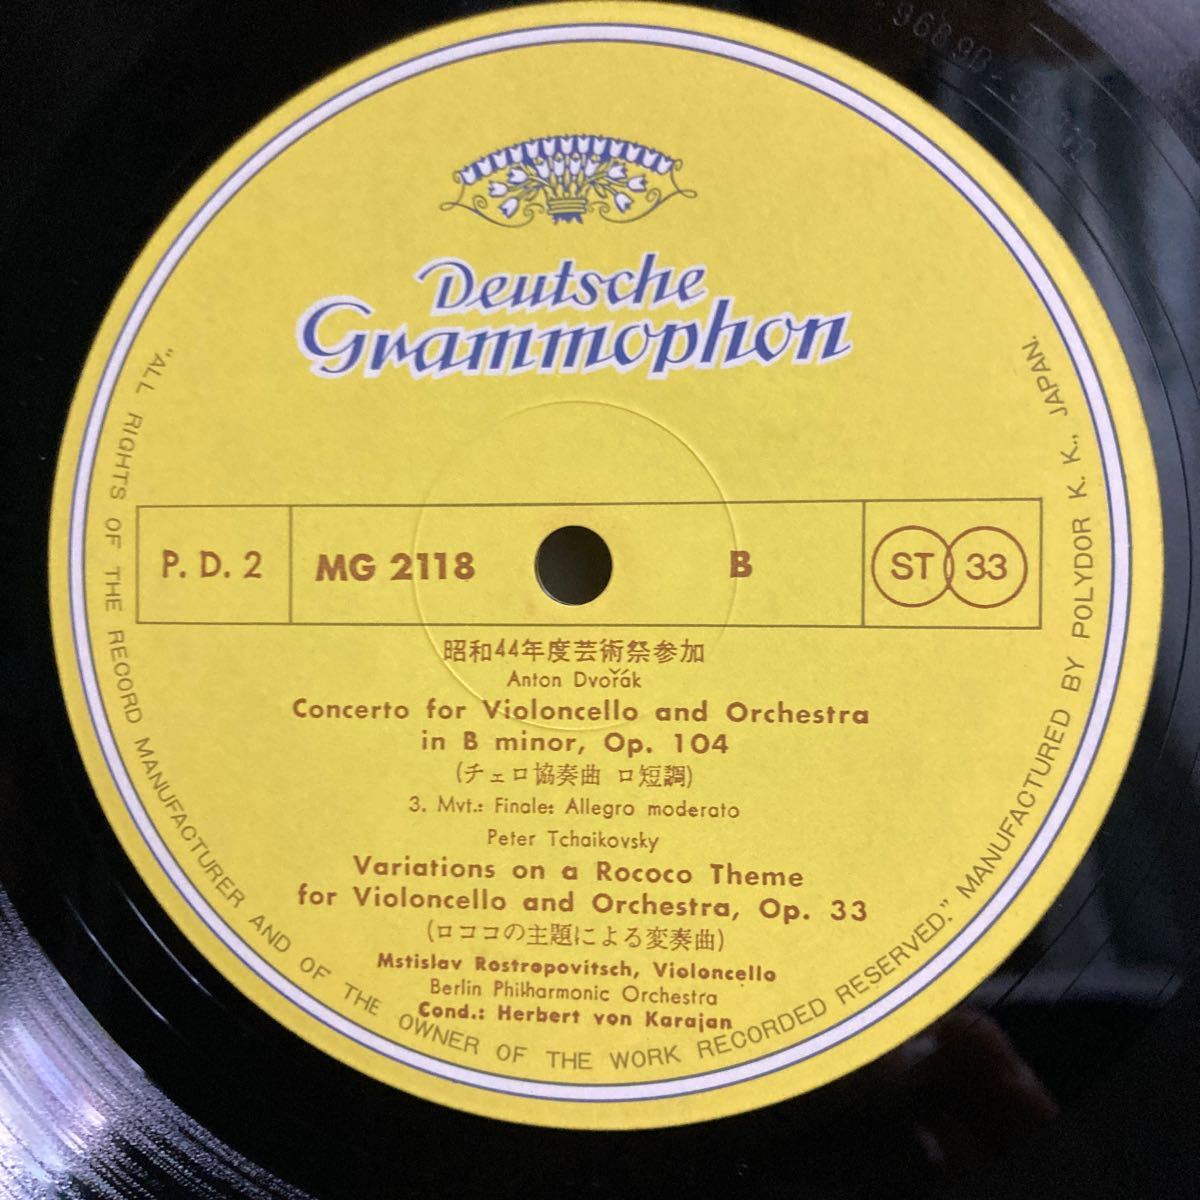 Deutsche
Grammophon
P. D. 2 MG 2118 B ST 33
昭和44年度芸術祭参加
Anton Dvořák
Concerto for Violoncello and Orchestra
in B minor, Op. 104
(チェロ協奏曲 ロ短調)
3. Mvt.: Finale: Allegro moderato
Peter Tchaikovsky
Variations on a Rococo Theme
for Violoncello and Orchestra, Op. 33
(ロココの主題による変奏曲)
Mstislav Rostropovitsch, Violoncello
Berlin Philharmonic Orchestra
Cond.: Herbert von Karajan
"ALL RIGHTS OF THE RECORD MANUFACTURER AND OF THE OWNER OF THE WORK RECORDED RESERVED." MANUFACTURED BY POLYDOR K. K., JAPAN.